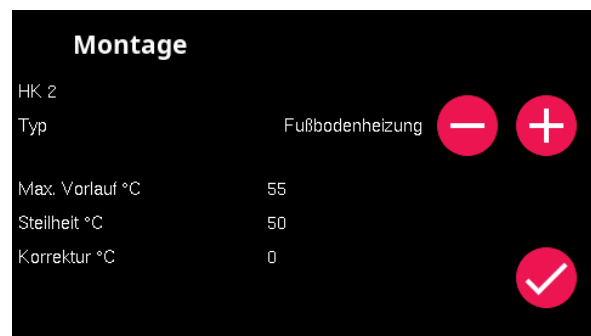 Montage
HK 2
Typ Fußbodenheizung
Max. Vorlauf °C 55
Steilheit °C 50
Korrektur °C 0